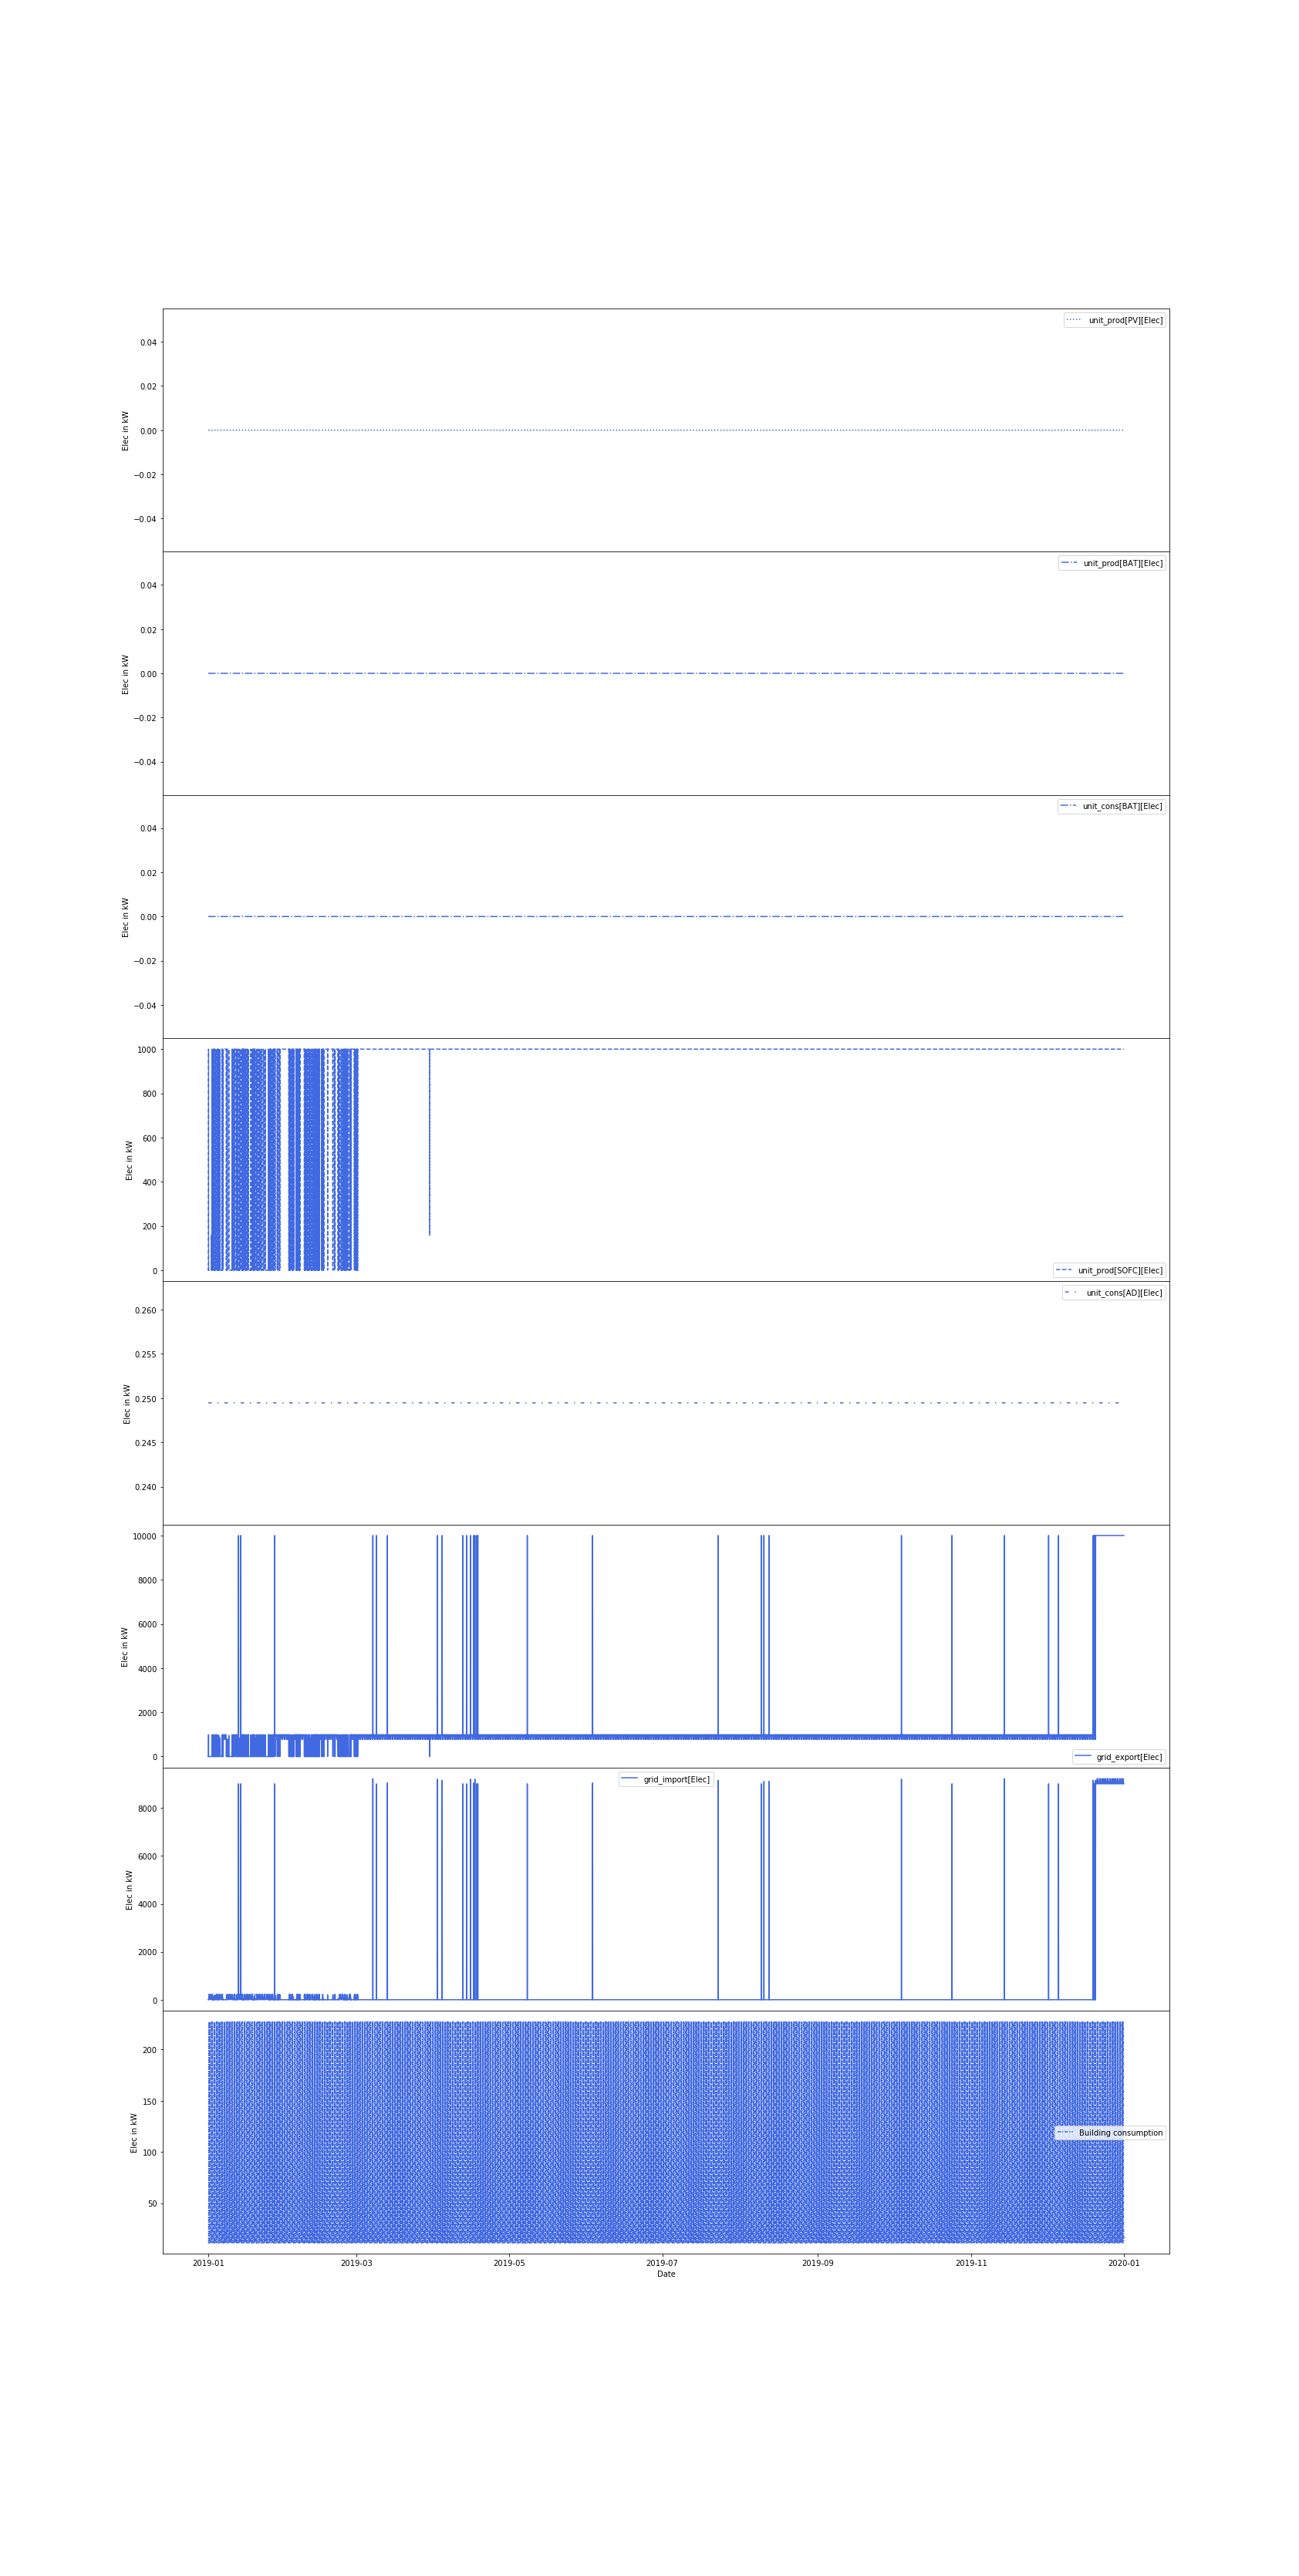 unit_prod[PV][Elec]
0.04
0.02
0.00
−0.02
−0.04
Elec in kW
unit_prod[BAT][Elec]
0.04
0.02
0.00
−0.02
−0.04
Elec in kW
unit_cons[BAT][Elec]
0.04
0.02
0.00
−0.02
−0.04
Elec in kW
1000
800
600
400
200
0
Elec in kW
unit_prod[SOFC][Elec]
unit_cons[AD][Elec]
0.260
0.255
0.250
0.245
0.240
Elec in kW
10000
8000
6000
4000
2000
0
Elec in kW
grid_export[Elec]
grid_import[Elec]
8000
6000
4000
2000
0
Elec in kW
200
150
100
50
Elec in kW
Building consumption
2019-01 2019-03 2019-05 2019-07 2019-09 2019-11 2020-01
Date